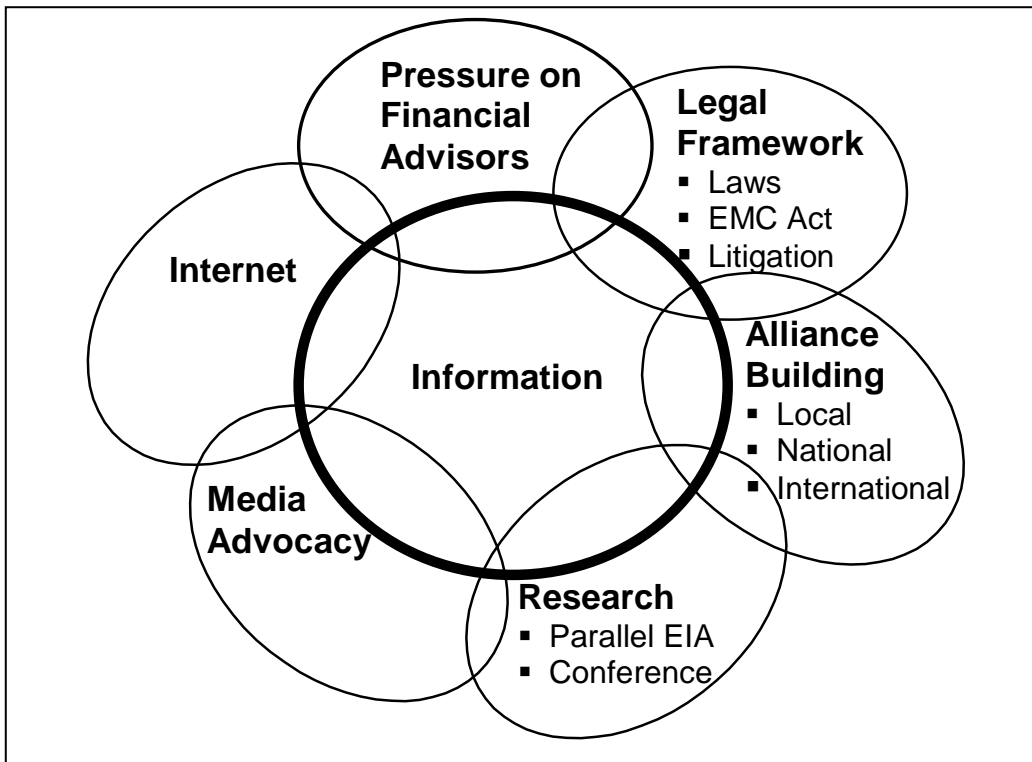 Pressure on
Financial
Advisors
Legal
Framework
▪ Laws
▪ EMC Act
▪ Litigation
Internet
Alliance
Building
▪ Local
▪ National
▪ International
Information
Media
Advocacy
Research
▪ Parallel EIA
▪ Conference